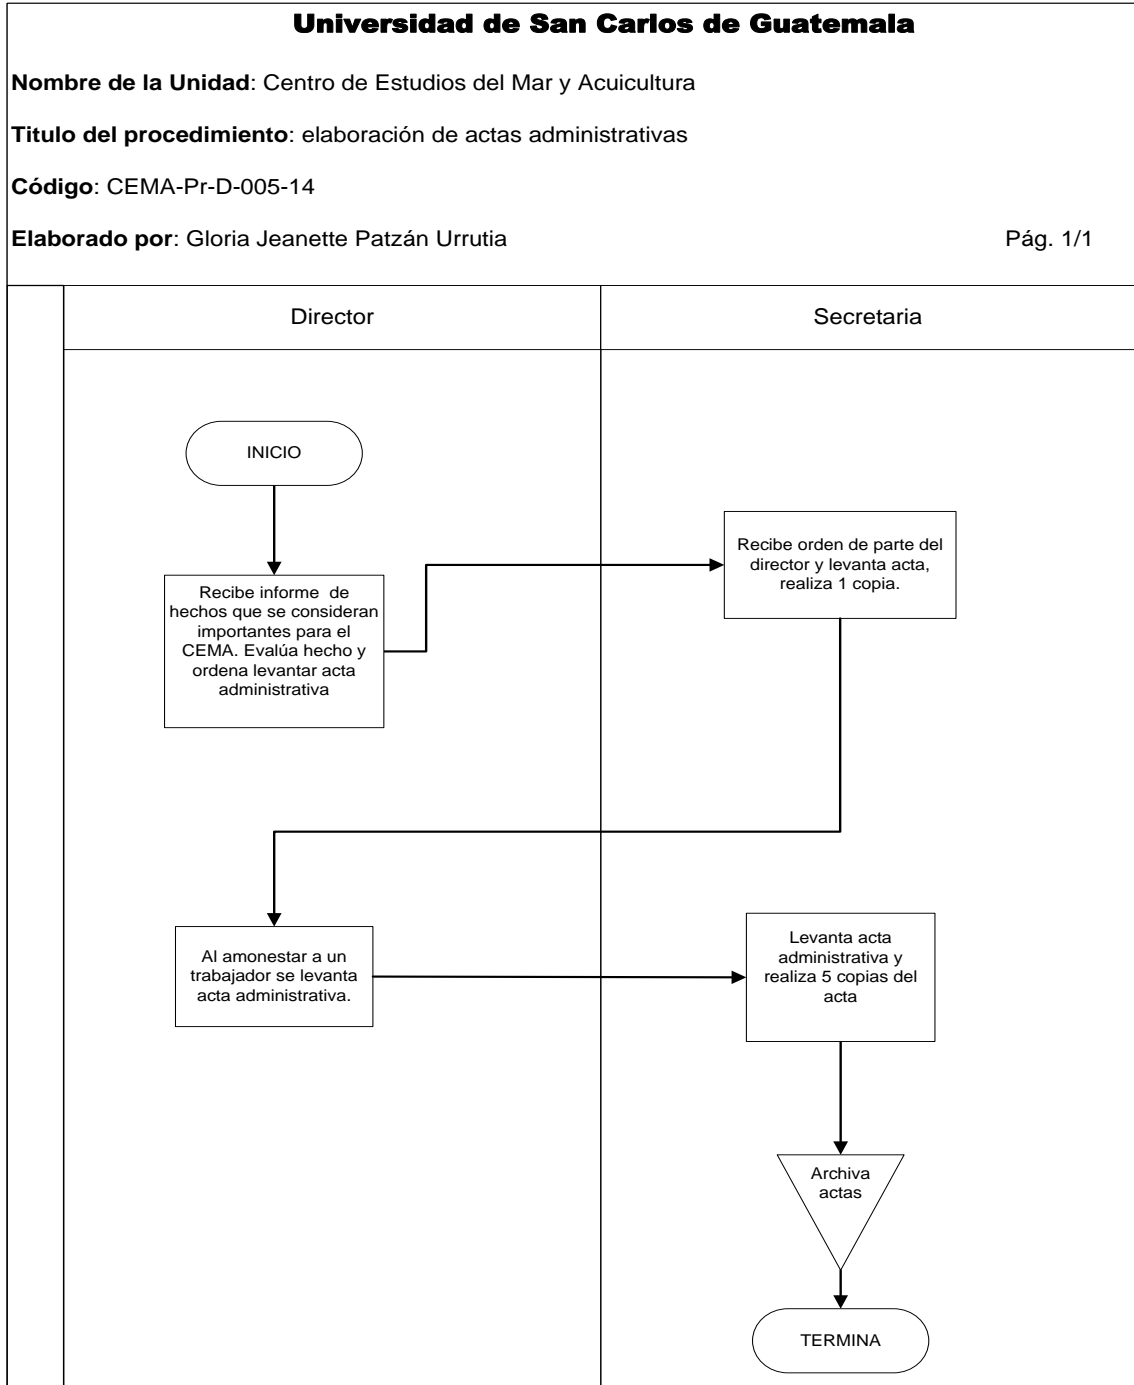 Universidad de San Carlos de Guatemala
Nombre de la Unidad: Centro de Estudios del Mar y Acuicultura
Titulo del procedimiento: elaboración de actas administrativas
Código: CEMA-Pr-D-005-14
Elaborado por: Gloria Jeanette Patzán Urrutia Pág. 1/1
Director
Secretaria
INICIO
Recibe informe de
hechos que se consideran
importantes para el
CEMA. Evalúa hecho y
ordena levantar acta
administrativa
Recibe orden de parte del
director y levanta acta,
realiza 1 copia.
Al amonestar a un
trabajador se levanta
acta administrativa.
Levanta acta
administrativa y
realiza 5 copias del
acta
Archiva
actas
TERMINA